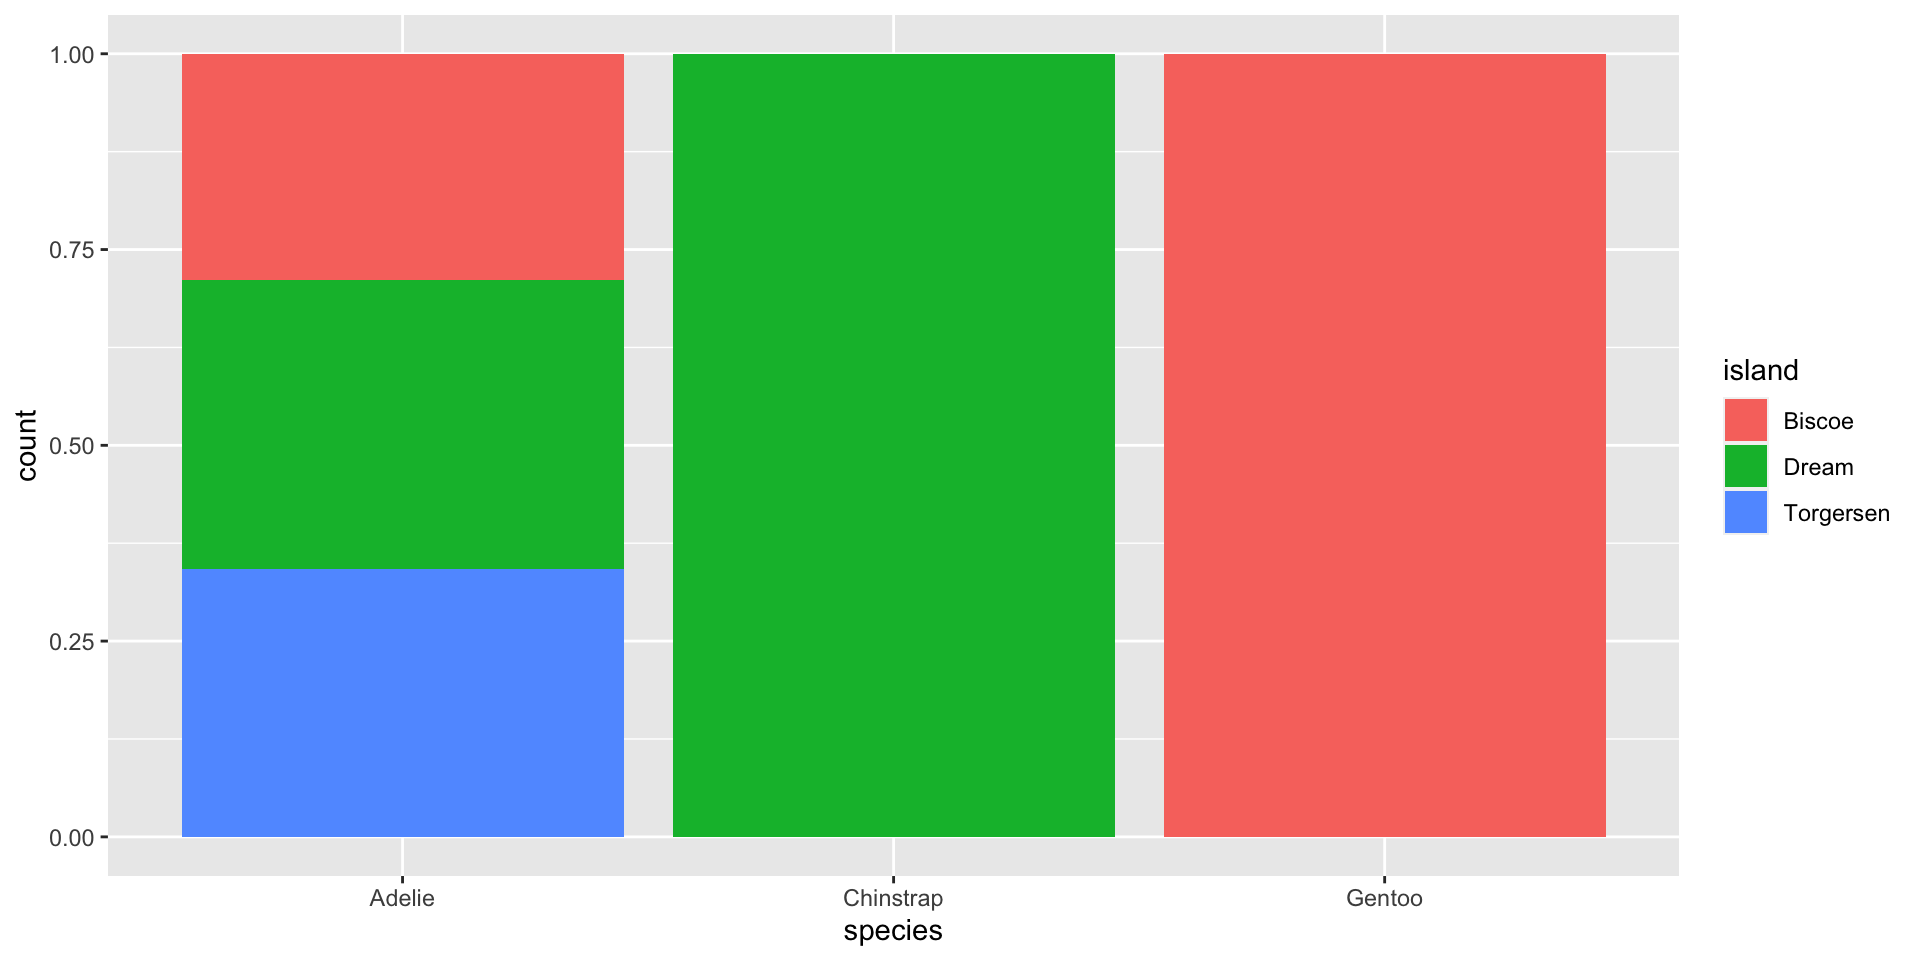 1.00
0.75
0.50
0.25
0.00
count
Adelie Chinstrap Gentoo
species
island
Biscoe
Dream
Torgersen